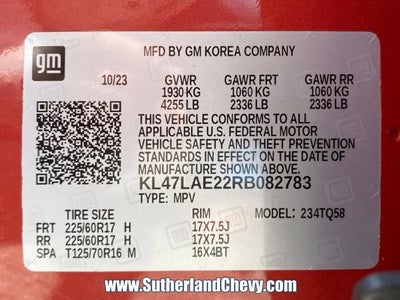 gm
MFD BY GM KOREA COMPANY
10/23 GVWR GAWR FRT GAWR RR
1930 KG 1060 KG 1060 KG
4255 LB 2336 LB 2336 LB
THIS VEHICLE CONFORMS TO ALL
APPLICABLE U.S. FEDERAL MOTOR
VEHICLE SAFETY AND THEFT PREVENTION
STANDARDS IN EFFECT ON THE DATE OF
MANUFACTURE SHOWN ABOVE.
KL47LAE22RB082783
TYPE: MPV
TIRE SIZE RIM MODEL: 234TQ58
FRT 225/60R17 H 17X7.5J
RR 225/60R17 H 17X7.5J
SPA T125/70R16 M 16X4BT
www.SutherlandChevy.com